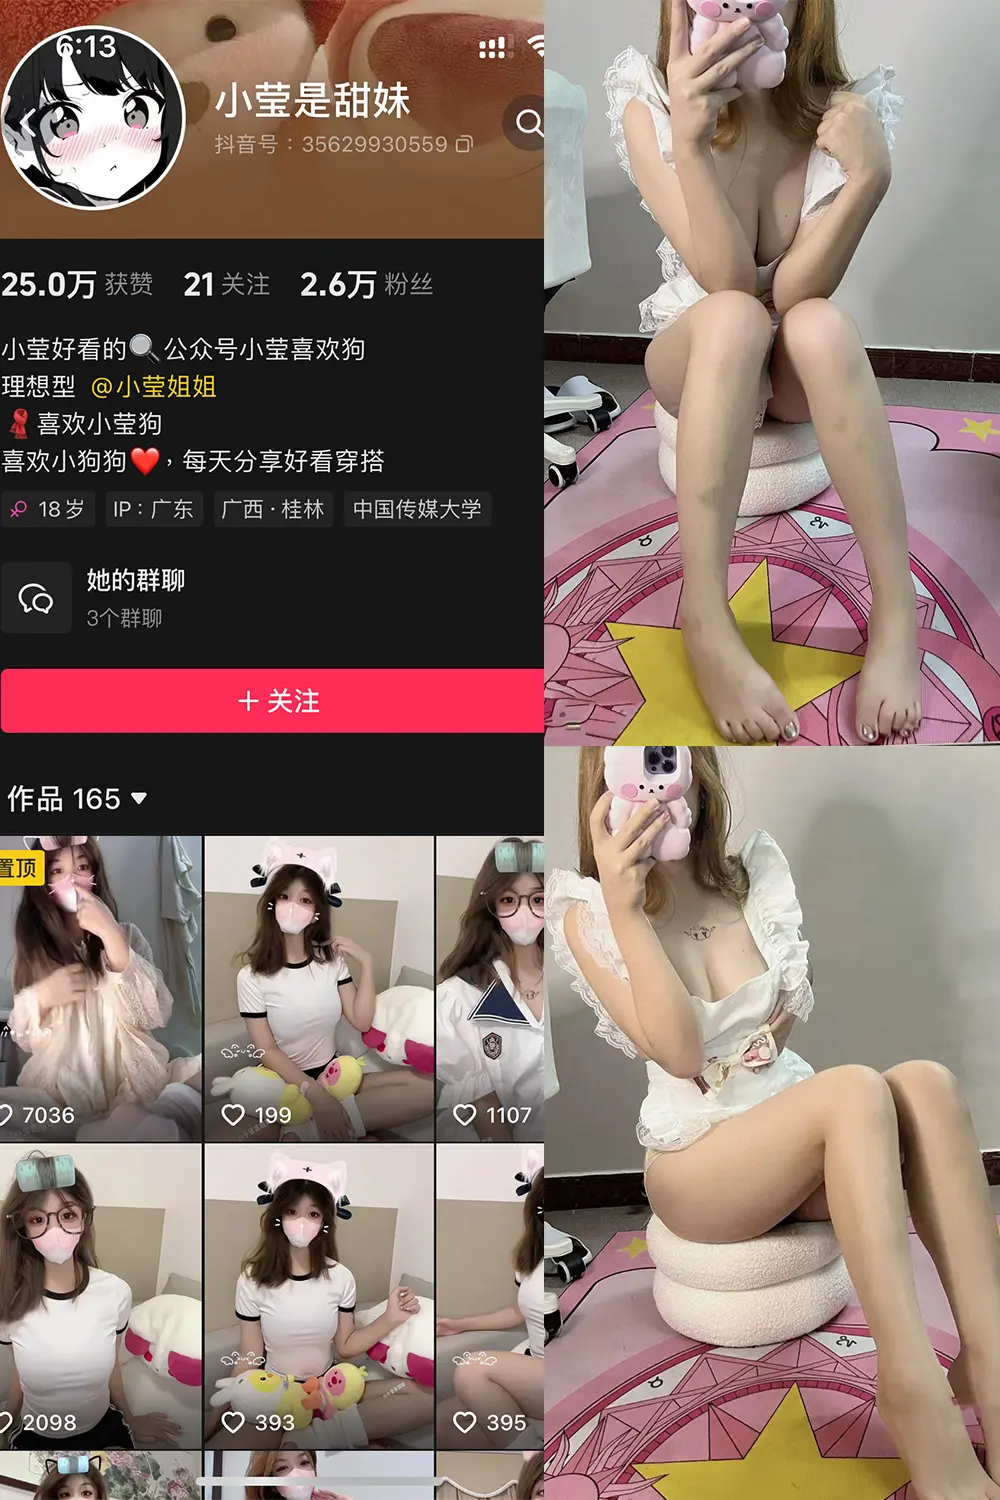 6:13
小莹是甜妹
抖音号：35629930559
25.0万 获赞 21 关注 2.6万 粉丝
小莹好看的🔍公众号小莹喜欢狗
理想型 @小莹姐姐
🧣喜欢小莹狗
喜欢小狗狗❤️，每天分享好看穿搭
♀ 18岁 IP：广东 广西·桂林 中国传媒大学
她的群聊
3个群聊
+ 关注
作品 165
置顶
7036 199 1107
2098 393 395